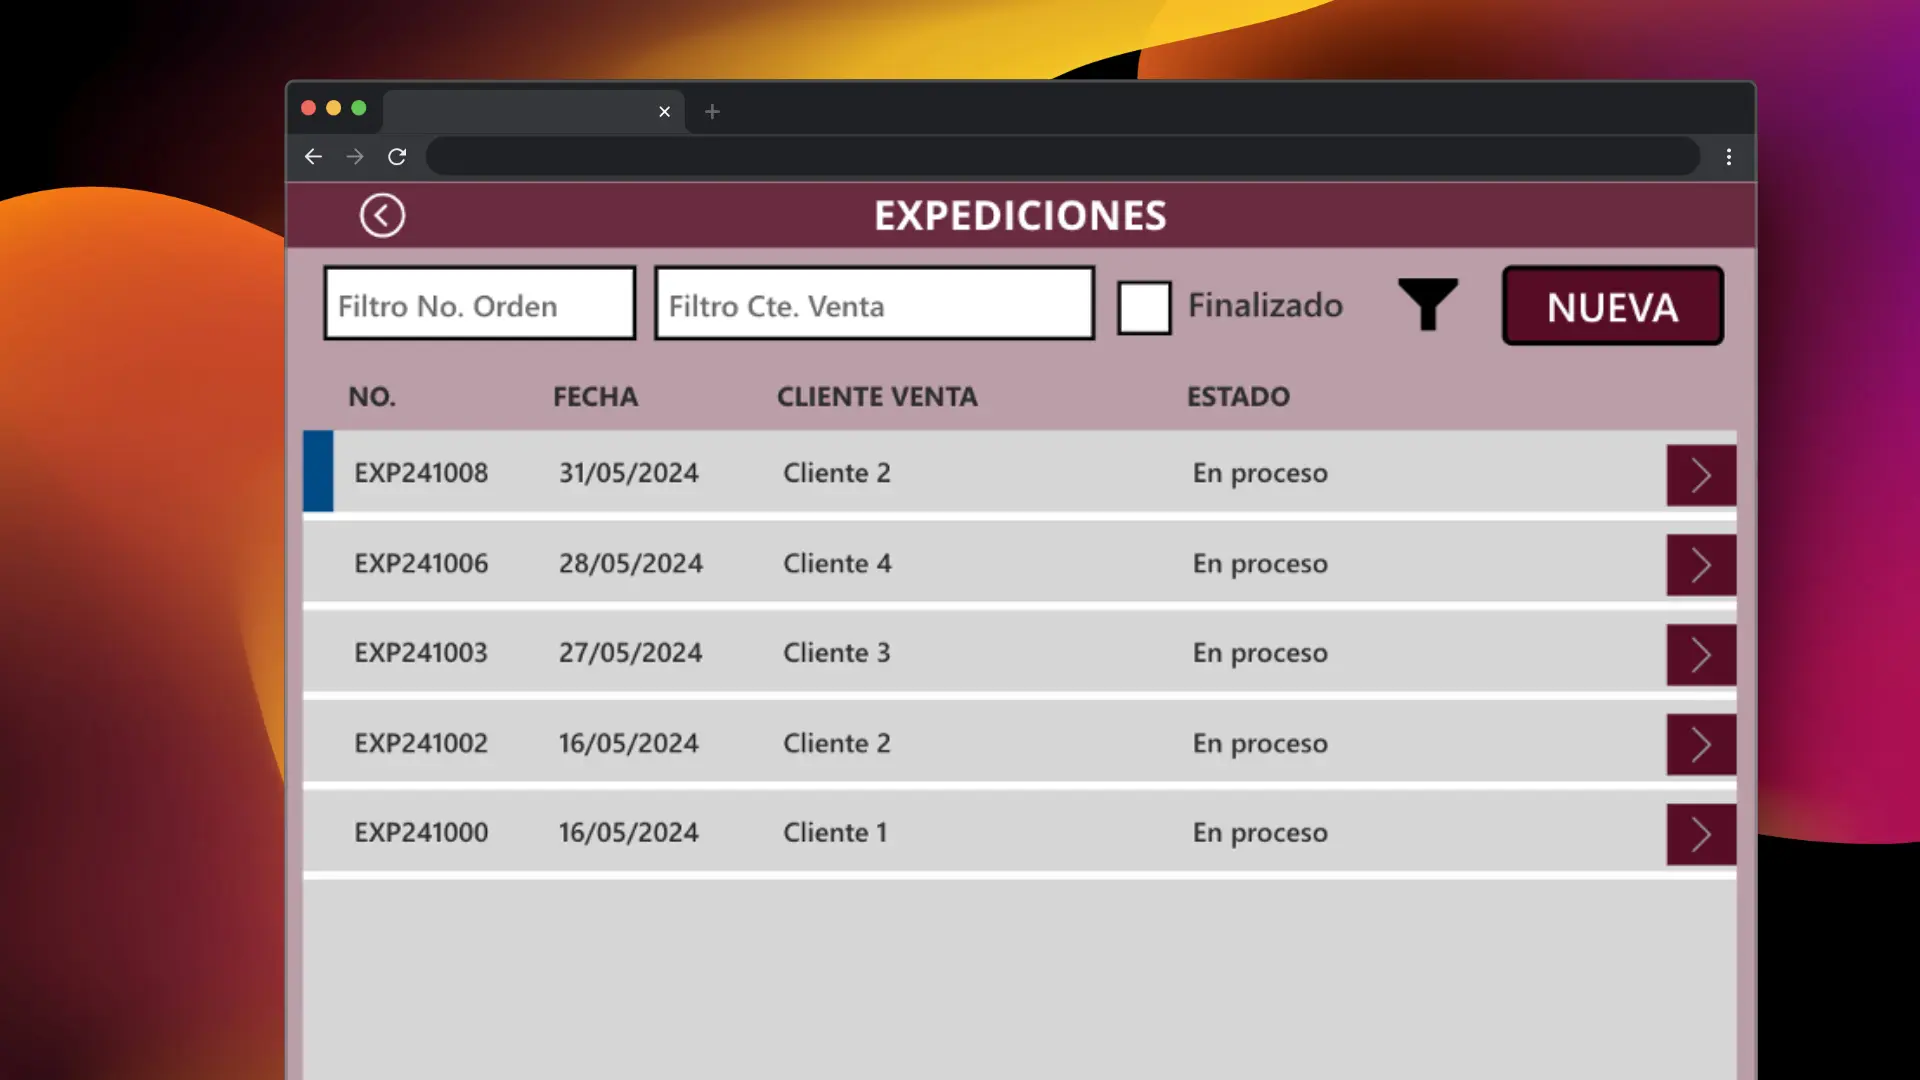 EXPEDICIONES
Filtro No. Orden Filtro Cte. Venta Finalizado NUEVA
NO. FECHA CLIENTE VENTA ESTADO
EXP241008 31/05/2024 Cliente 2 En proceso
EXP241006 28/05/2024 Cliente 4 En proceso
EXP241003 27/05/2024 Cliente 3 En proceso
EXP241002 16/05/2024 Cliente 2 En proceso
EXP241000 16/05/2024 Cliente 1 En proceso